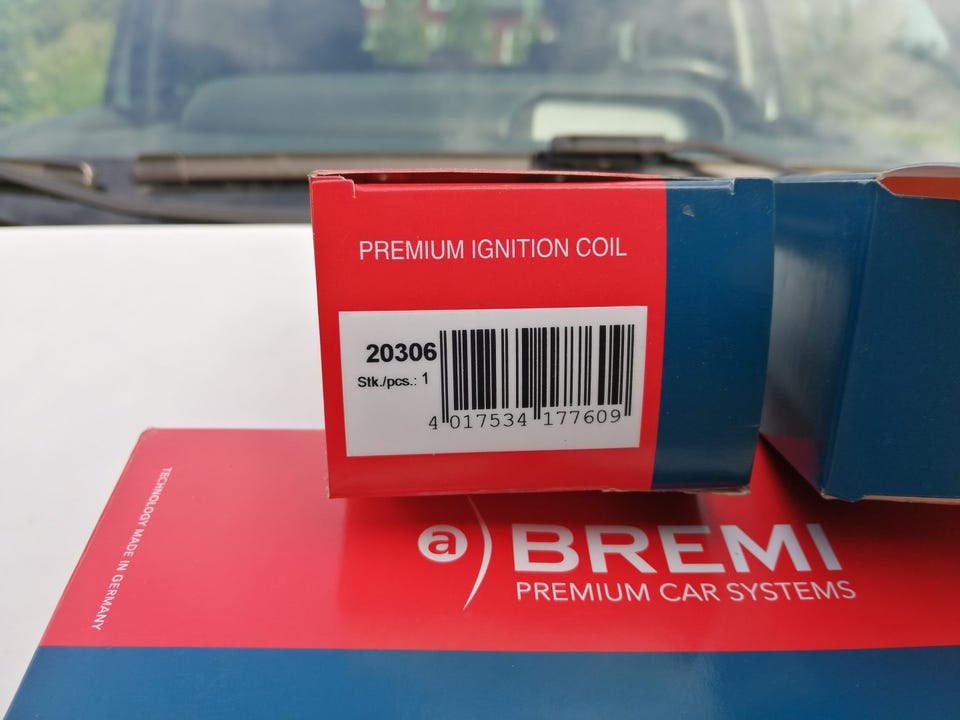 PREMIUM IGNITION COIL
20306
Stk./pcs.: 1
4 017534 177609
TECHNOLOGY MADE IN GERMANY
a BREMI
PREMIUM CAR SYSTEMS